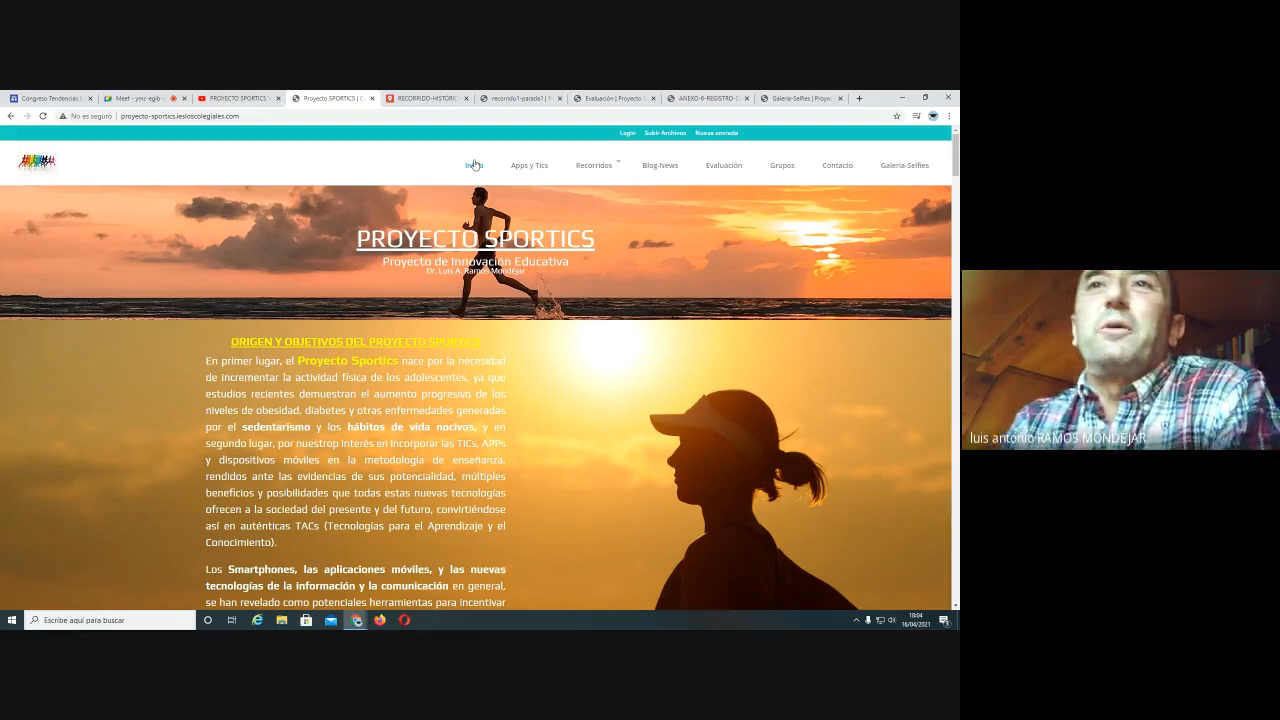 Congreso Tendencias E
Meet - ymc-egib-
PROYECTO SPORTICS
Proyecto SPORTICS | C
RECORRIDO-HISTÓRIC
recorrido1-parada1 | P
Evaluación | Proyecto S
ANEXO-6-REGISTRO-D
Galeria-Selfies | Proyec
No es seguro | proyecto-sportics.iesloscolegiales.com
Login Subir Archivos Nueva entrada
Inicio Apps y Tics Recorridos Blog-News Evaluación Grupos Contacto Galeria-Selfies
PROYECTO SPORTICS
Proyecto de Innovación Educativa
Dr. Luis A. Ramos Mondéjar
ORIGEN Y OBJETIVOS DEL PROYECTO SPORTICS
En primer lugar, el Proyecto Sportics nace por la necesidad
de incrementar la actividad física de los adolescentes, ya que
estudios recientes demuestran el aumento progresivo de los
niveles de obesidad, diabetes y otras enfermedades generadas
por el sedentarismo y los hábitos de vida nocivos, y en
segundo lugar, por nuestrop interés en incorporar las TICs, APPs
y dispositivos móviles en la metodología de enseñanza,
rendidos ante las evidencias de sus potencialidad, múltiples
beneficios y posibilidades que todas estas nuevas tecnologías
ofrecen a la sociedad del presente y del futuro, convirtiéndose
así en auténticas TACs (Tecnologías para el Aprendizaje y el
Conocimiento).
Los Smartphones, las aplicaciones móviles, y las nuevas
tecnologías de la información y la comunicación en general,
se han revelado como potenciales herramientas para incentivar
luis antonio RAMOS MONDEJAR
Escribe aquí para buscar
18:04
16/04/2021